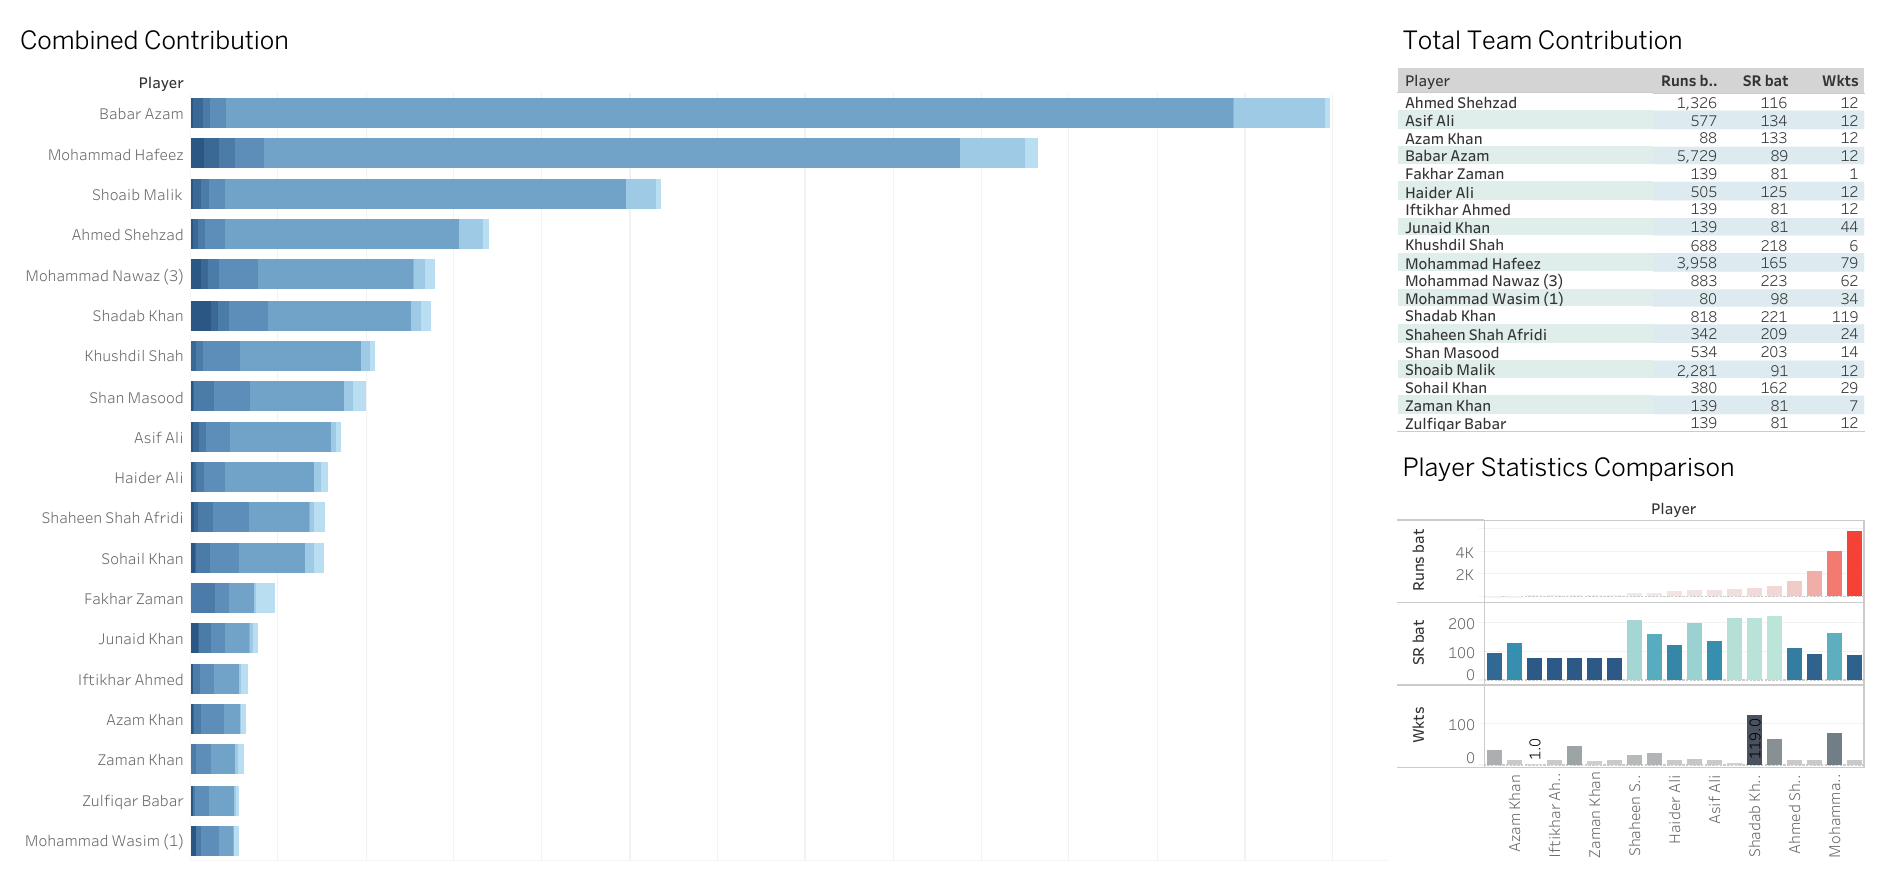 Combined Contribution
Player
Babar Azam
Mohammad Hafeez
Shoaib Malik
Ahmed Shehzad
Mohammad Nawaz (3)
Shadab Khan
Khushdil Shah
Shan Masood
Asif Ali
Haider Ali
Shaheen Shah Afridi
Sohail Khan
Fakhar Zaman
Junaid Khan
Iftikhar Ahmed
Azam Khan
Zaman Khan
Zulfiqar Babar
Mohammad Wasim (1)
Total Team Contribution
Player Runs b.. SR bat Wkts
Ahmed Shehzad 1,326 116 12
Asif Ali 577 134 12
Azam Khan 88 133 12
Babar Azam 5,729 89 12
Fakhar Zaman 139 81 1
Haider Ali 505 125 12
Iftikhar Ahmed 139 81 12
Junaid Khan 139 81 44
Khushdil Shah 688 218 6
Mohammad Hafeez 3,958 165 79
Mohammad Nawaz (3) 883 223 62
Mohammad Wasim (1) 80 98 34
Shadab Khan 818 221 119
Shaheen Shah Afridi 342 209 24
Shan Masood 534 203 14
Shoaib Malik 2,281 91 12
Sohail Khan 380 162 29
Zaman Khan 139 81 7
Zulfiqar Babar 139 81 12
Player Statistics Comparison
Player
Runs bat
4K
2K
SR bat
200
100
0
Wkts
100
0
1.0
119.0
Azam Khan
Iftikhar Ah..
Zaman Khan
Shaheen S..
Haider Ali
Asif Ali
Shadab Kh..
Ahmed Sh..
Mohamma..